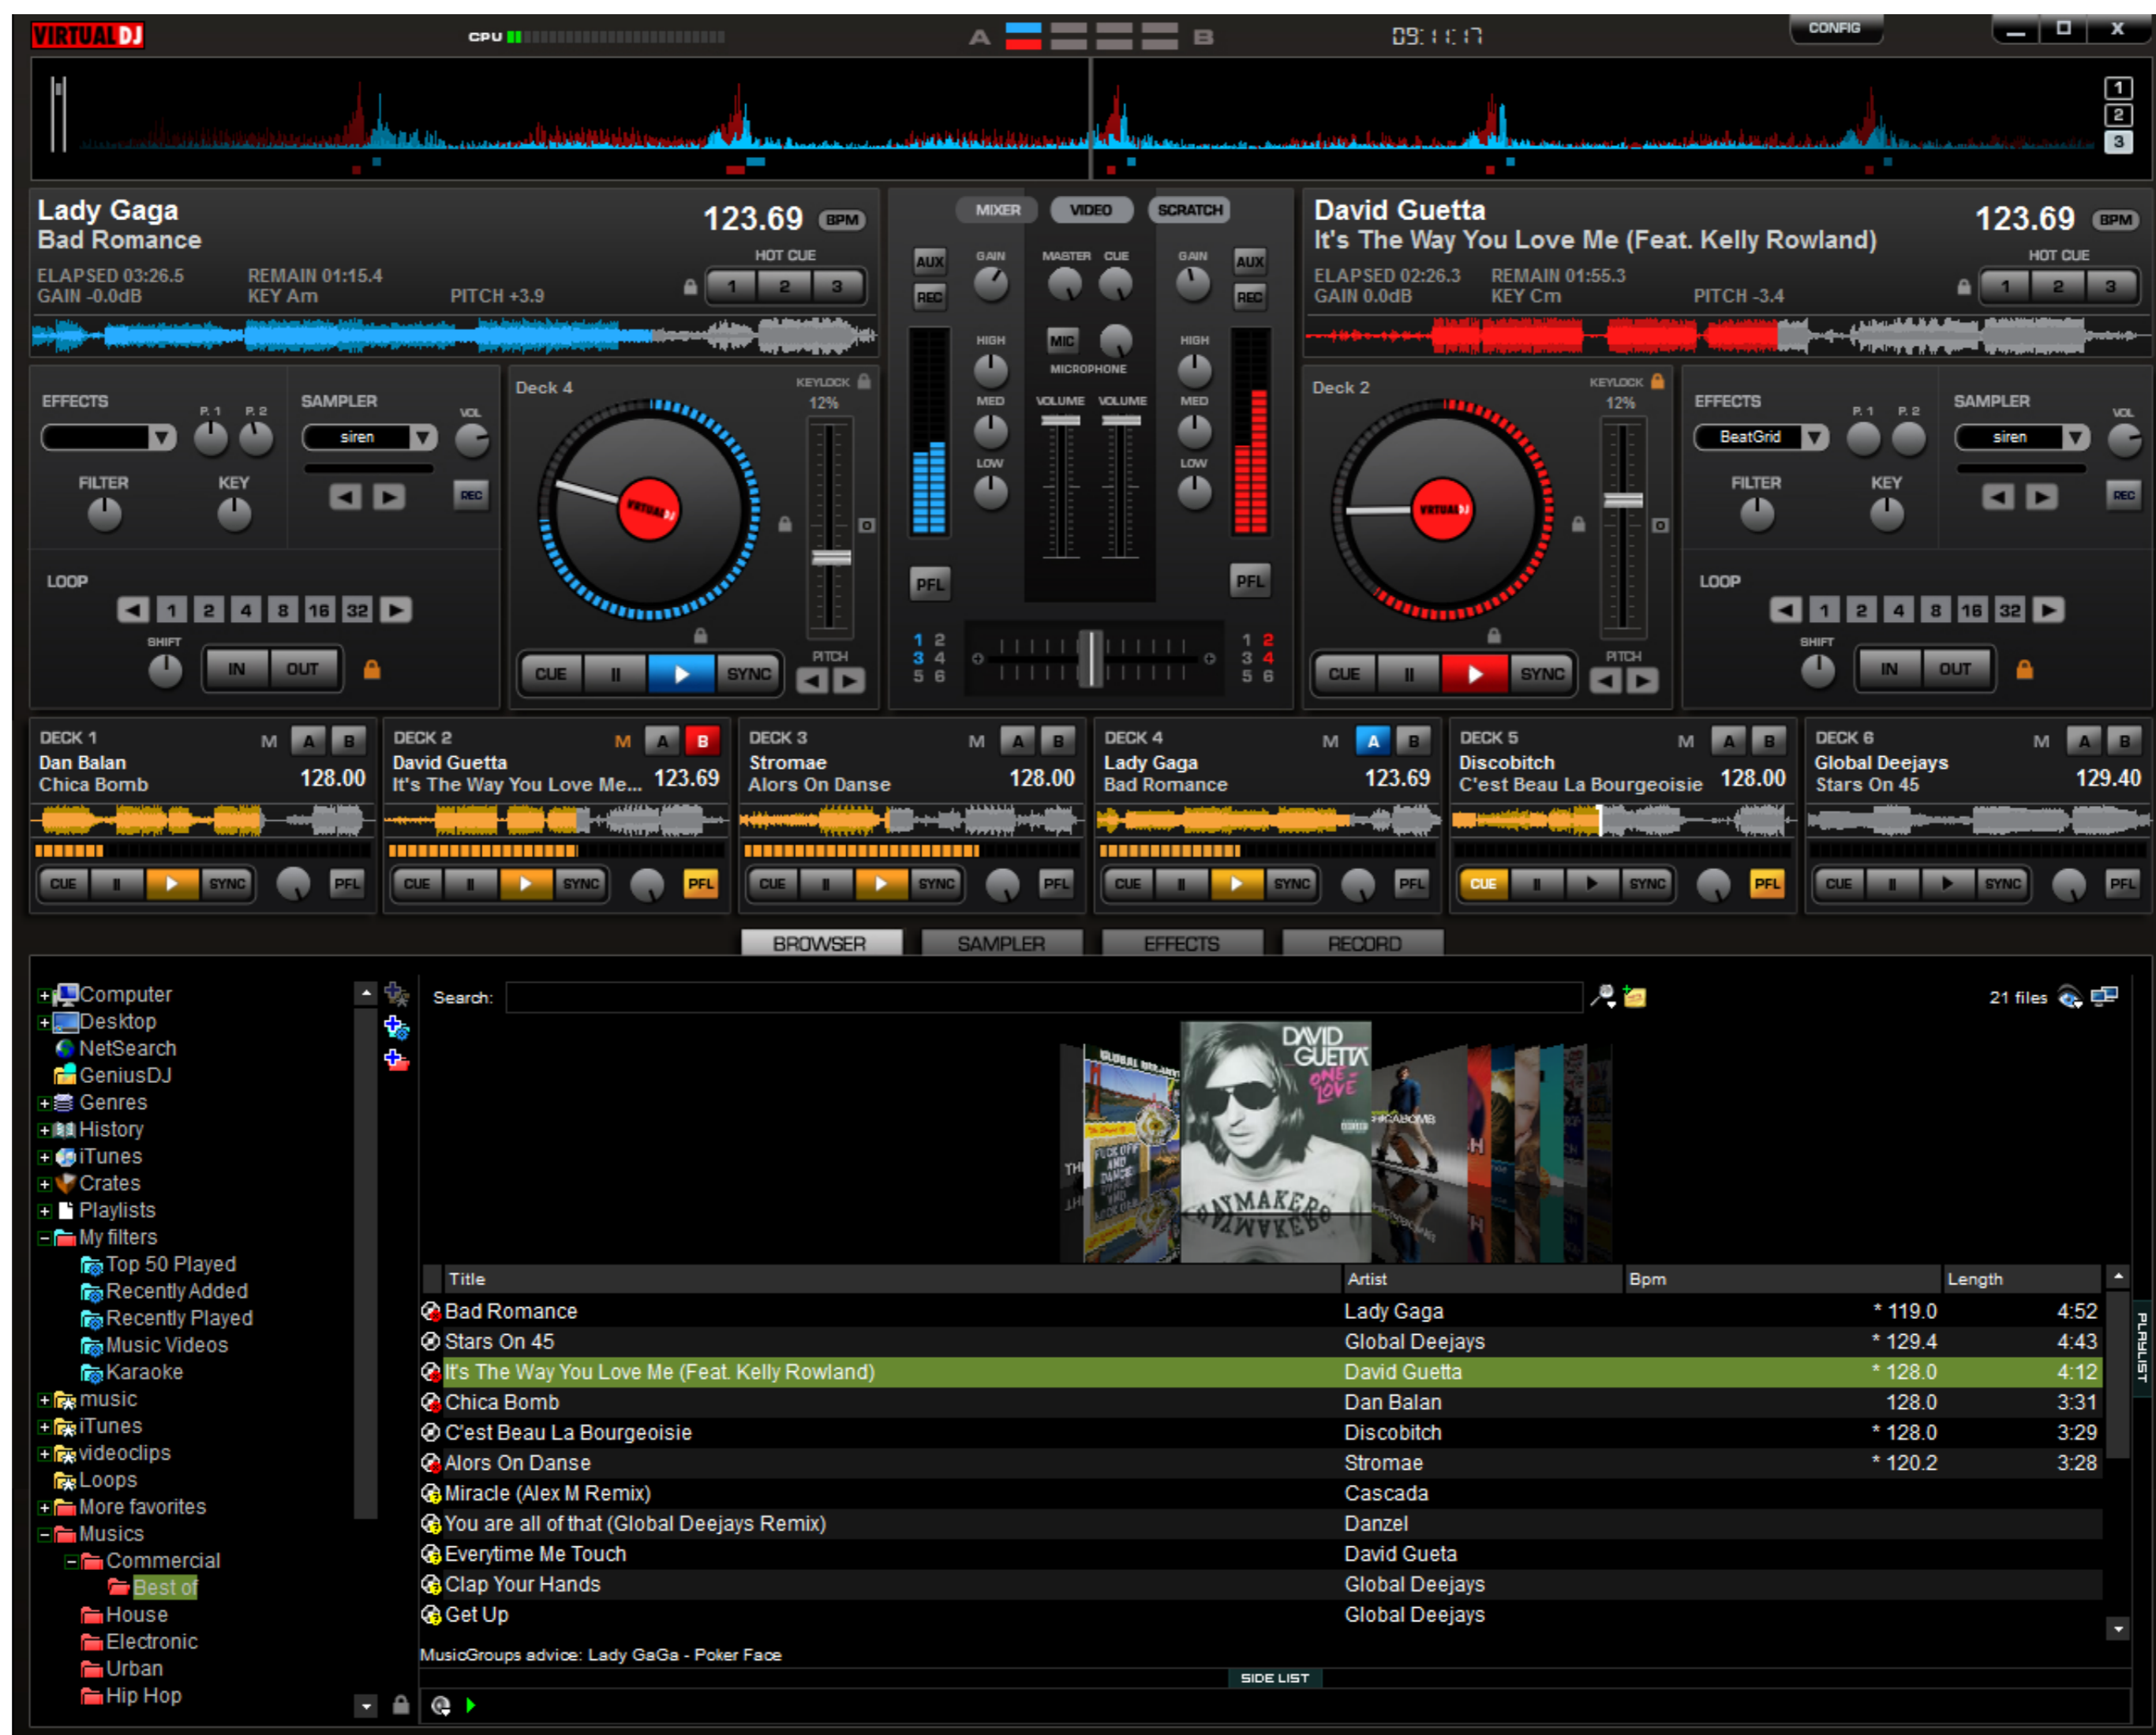 VIRTUAL DJ
CPU
A B
09:11:17
CONFIG
X
1
2
3
Lady Gaga
Bad Romance
123.69 BPM
HOT CUE
ELAPSED 03:26.5 REMAIN 01:15.4
GAIN -0.0dB KEY Am PITCH +3.9
1 2 3
MIXER VIDEO SCRATCH
AUX GAIN MASTER CUE GAIN AUX
REC REC
HIGH MIC HIGH
MICROPHONE
MED VOLUME VOLUME MED
LOW LOW
PFL PFL
1 2
3 4
5 6
1 2
3 4
5 6
David Guetta
It's The Way You Love Me (Feat. Kelly Rowland)
123.69 BPM
HOT CUE
ELAPSED 02:26.3 REMAIN 01:55.3
GAIN 0.0dB KEY Cm PITCH -3.4
1 2 3
EFFECTS P. 1 P. 2 SAMPLER VOL
siren
FILTER KEY REC
LOOP
1 2 4 8 16 32
SHIFT
IN OUT
Deck 4 KEYLOCK
12%
VIRTUAL DJ
0
CUE II SYNC PITCH
Deck 2 KEYLOCK
12%
VIRTUAL DJ
0
CUE II SYNC PITCH
EFFECTS P. 1 P. 2 SAMPLER VOL
BeatGrid siren
FILTER KEY REC
LOOP
1 2 4 8 16 32
SHIFT
IN OUT
DECK 1 M A B
Dan Balan
Chica Bomb 128.00
CUE II SYNC PFL
DECK 2 M A B
David Guetta
It's The Way You Love Me... 123.69
CUE II SYNC PFL
DECK 3 M A B
Stromae
Alors On Danse 128.00
CUE II SYNC PFL
DECK 4 M A B
Lady Gaga
Bad Romance 123.69
CUE II SYNC PFL
DECK 5 M A B
Discobitch
C'est Beau La Bourgeoisie 128.00
CUE II SYNC PFL
DECK 6 M A B
Global Deejays
Stars On 45 129.40
CUE II SYNC PFL
BROWSER SAMPLER EFFECTS RECORD
Computer
Desktop
NetSearch
GeniusDJ
Genres
History
iTunes
Crates
Playlists
My filters
Top 50 Played
Recently Added
Recently Played
Music Videos
Karaoke
music
iTunes
videoclips
Loops
More favorites
Musics
Commercial
Best of
House
Electronic
Urban
Hip Hop
Search:
21 files
DAVID
GUETTA
ONE
LOVE
Title Artist Bpm Length
Bad Romance Lady Gaga * 119.0 4:52
Stars On 45 Global Deejays * 129.4 4:43
It's The Way You Love Me (Feat. Kelly Rowland) David Guetta * 128.0 4:12
Chica Bomb Dan Balan 128.0 3:31
C'est Beau La Bourgeoisie Discobitch * 128.0 3:29
Alors On Danse Stromae * 120.2 3:28
Miracle (Alex M Remix) Cascada
You are all of that (Global Deejays Remix) Danzel
Everytime Me Touch David Gueta
Clap Your Hands Global Deejays
Get Up Global Deejays
PLAYLIST
MusicGroups advice: Lady GaGa - Poker Face
SIDE LIST